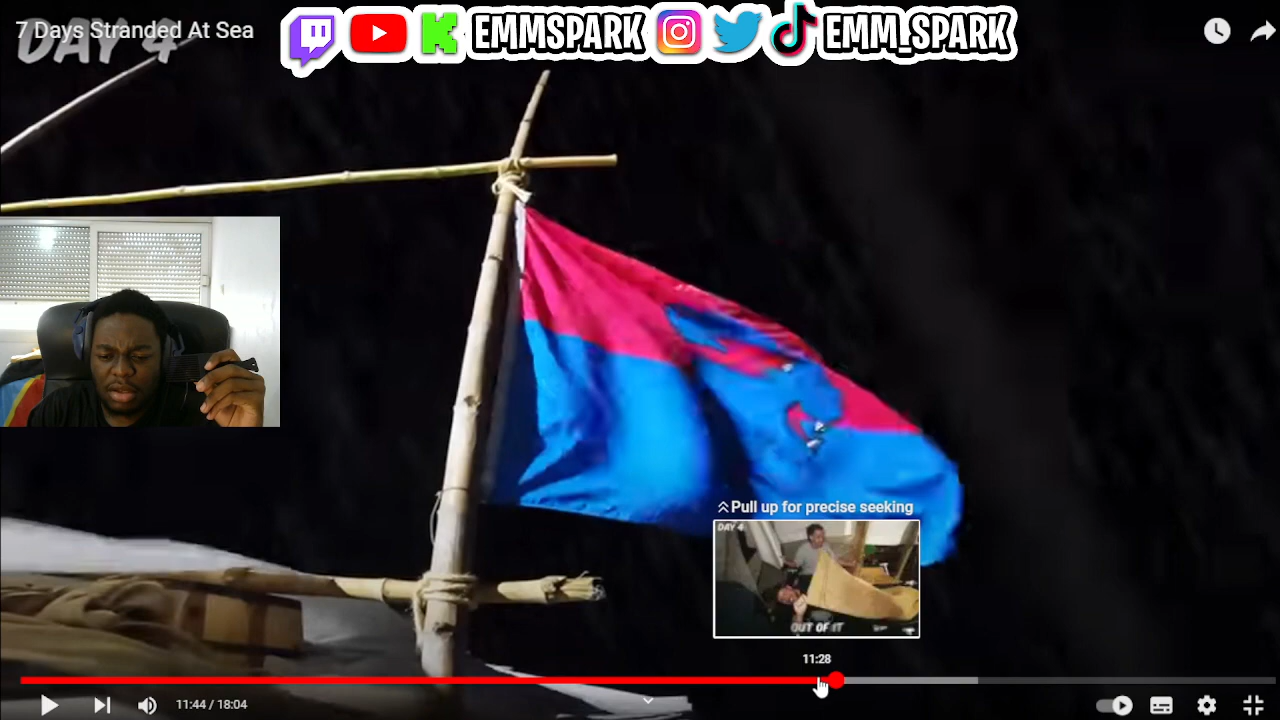 7 Days Stranded At Sea
DAY 4
EMMSPARK
EMM_SPARK
Pull up for precise seeking
DAY 4
OUT OF IT
11:28
11:44 / 18:04